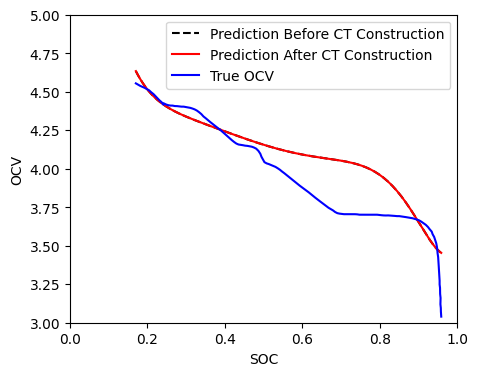 5.00
4.75
4.50
4.25
4.00
3.75
3.50
3.25
3.00
OCV
Prediction Before CT Construction
Prediction After CT Construction
True OCV
0.0 0.2 0.4 0.6 0.8 1.0
SOC